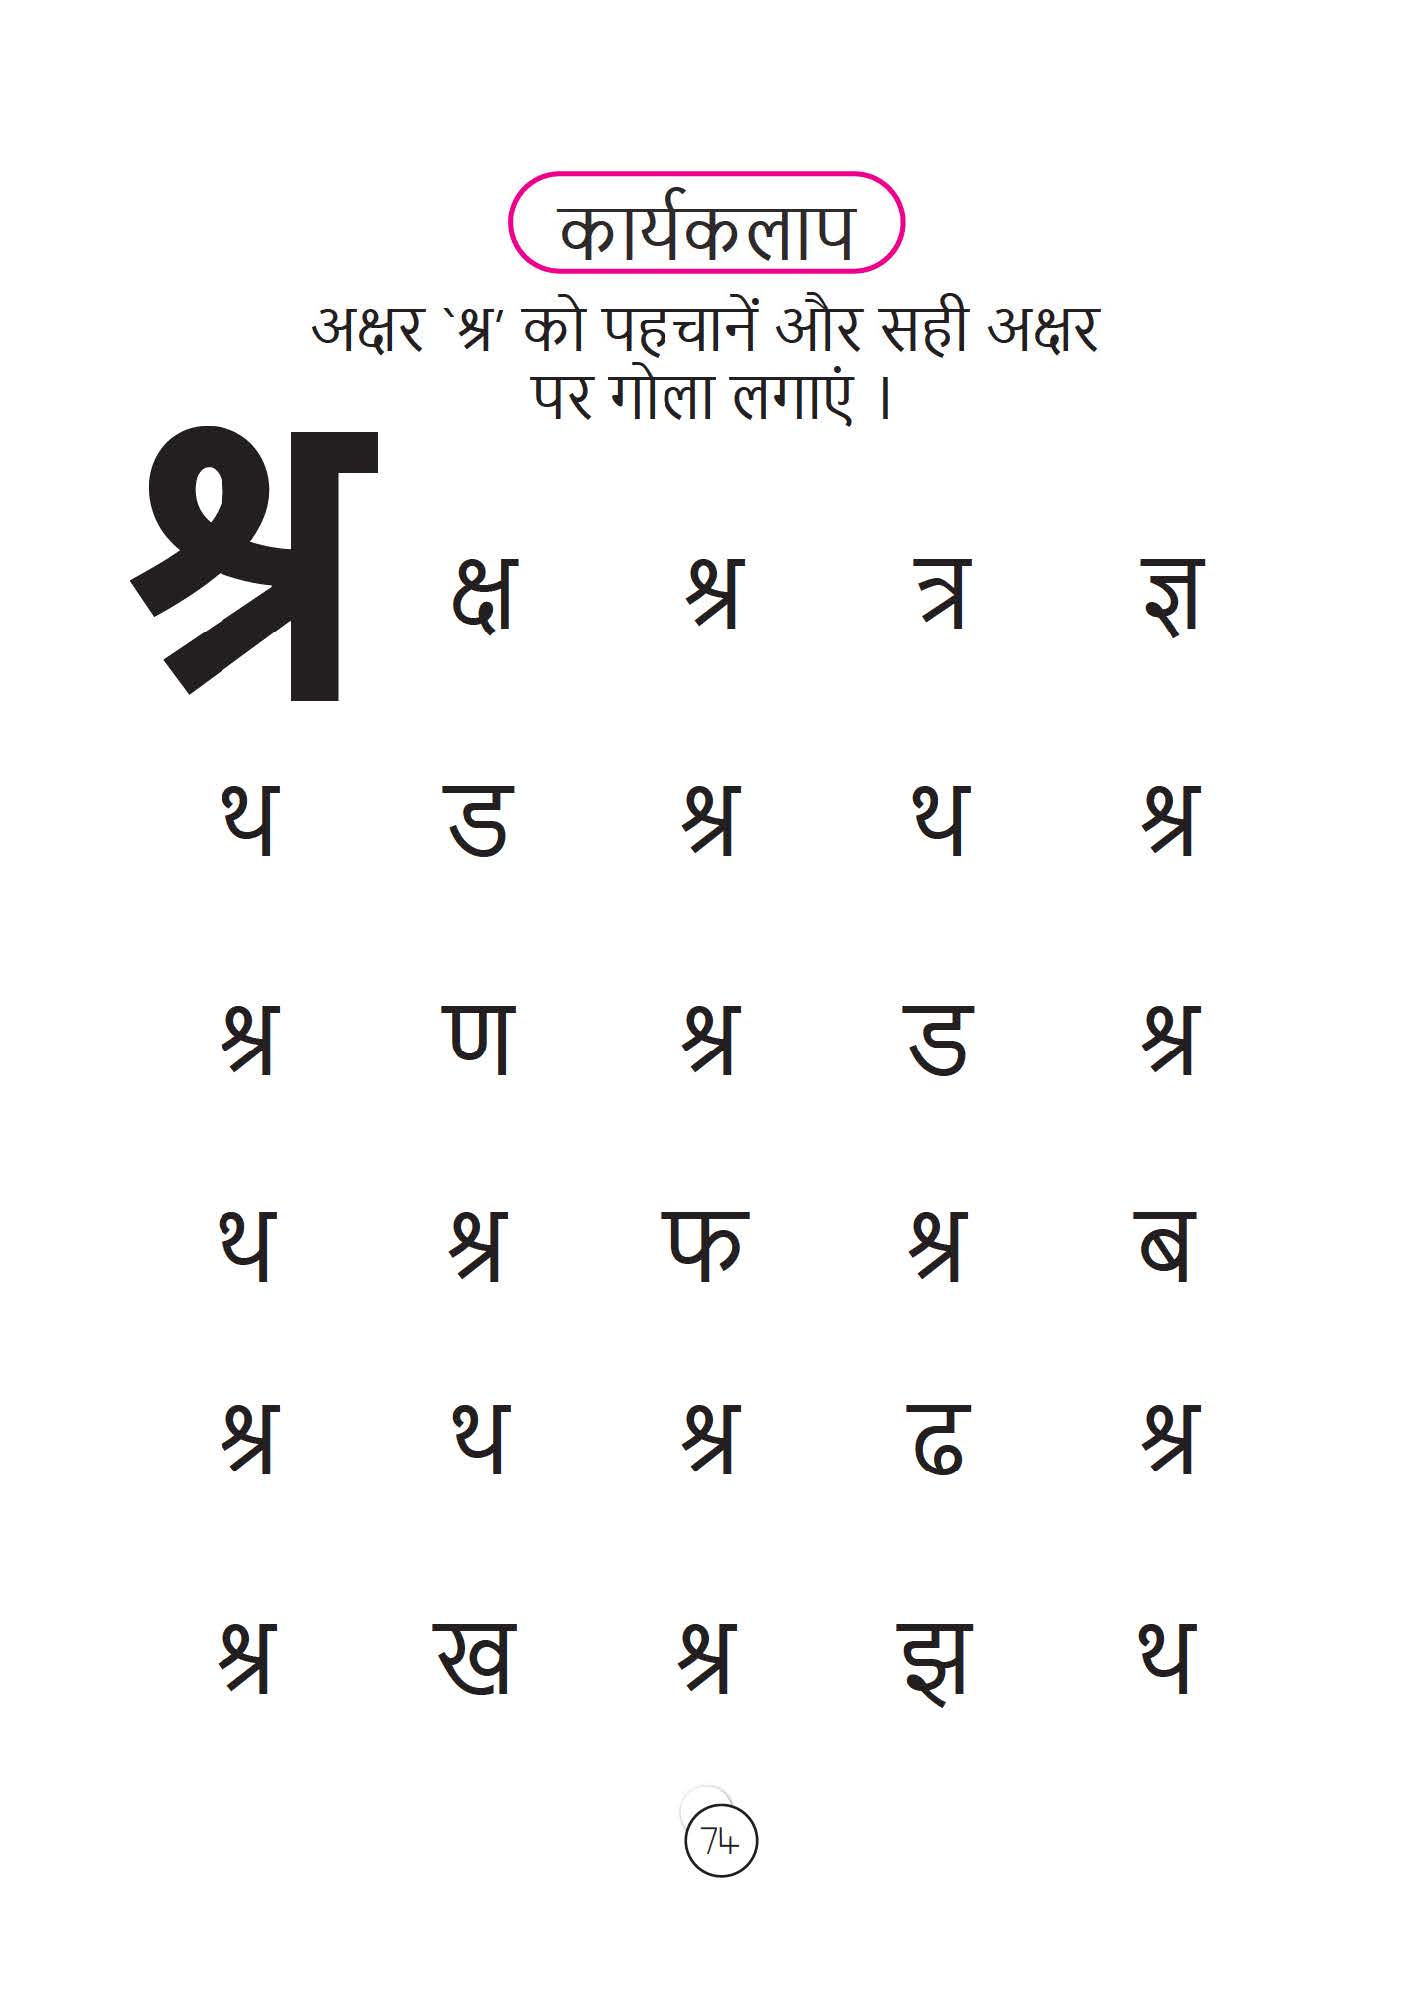 कार्यकलाप
अक्षर `श्र' को पहचानें और सही अक्षर
पर गोला लगाएं ।
श्र क्ष श्र त्र ज्ञ
थ ड श्र थ श्र
श्र ण श्र ड श्र
थ श्र फ श्र ब
श्र थ श्र ढ श्र
श्र ख श्र झ थ
74